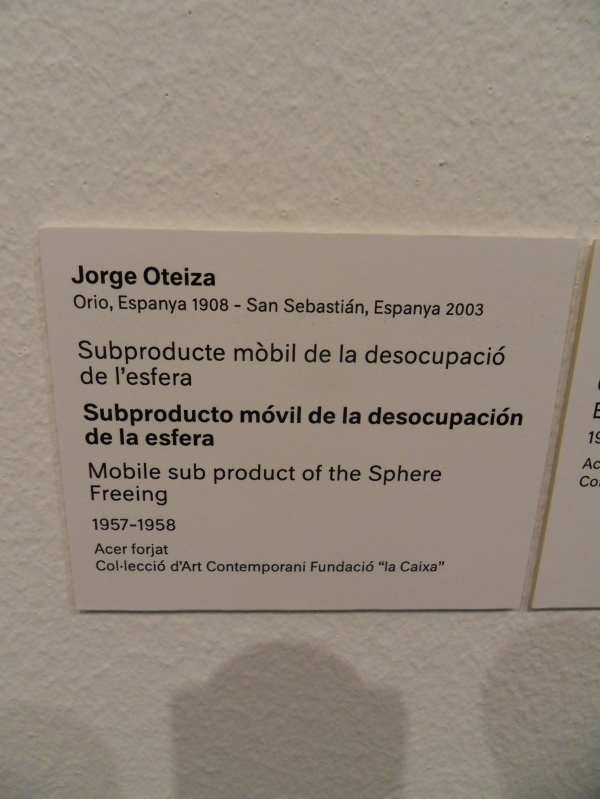 Jorge Oteiza
Orio, Espanya 1908 - San Sebastián, Espanya 2003
Subproducte mòbil de la desocupació
de l'esfera
Subproducto móvil de la desocupación
de la esfera
Mobile sub product of the Sphere
Freeing
1957-1958
Acer forjat
Col·lecció d'Art Contemporani Fundació "la Caixa"